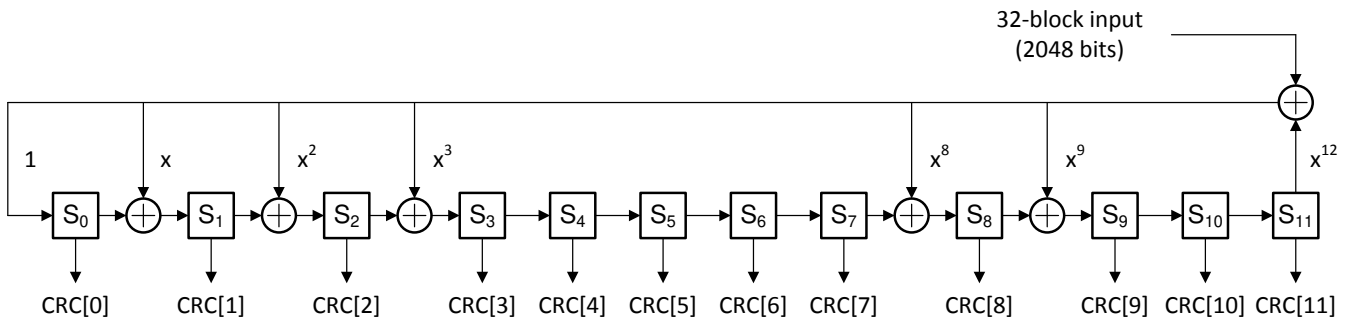 32-block input
(2048 bits)
1 x x² x³ x⁸ x⁹ x¹²
S₀ S₁ S₂ S₃ S₄ S₅ S₆ S₇ S₈ S₉ S₁₀ S₁₁
CRC[0] CRC[1] CRC[2] CRC[3] CRC[4] CRC[5] CRC[6] CRC[7] CRC[8] CRC[9] CRC[10] CRC[11]